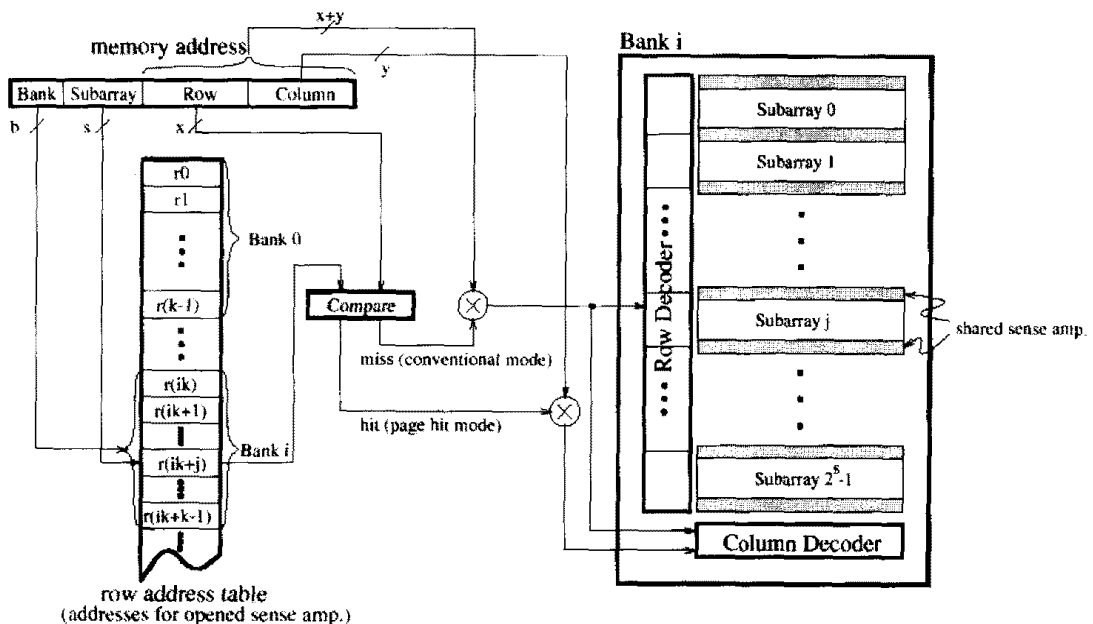 x+y
memory address
y
Bank Subarray Row Column
b s x
r0
r1
Bank 0
r(k-1)
r(ik)
r(ik+1)
Bank i
r(ik+j)
r(ik+k-1)
row address table
(addresses for opened sense amp.)
Compare
miss (conventional mode)
hit (page hit mode)
Bank i
Row Decoder
Subarray 0
Subarray 1
Subarray j
shared sense amp.
Subarray 2^s-1
Column Decoder